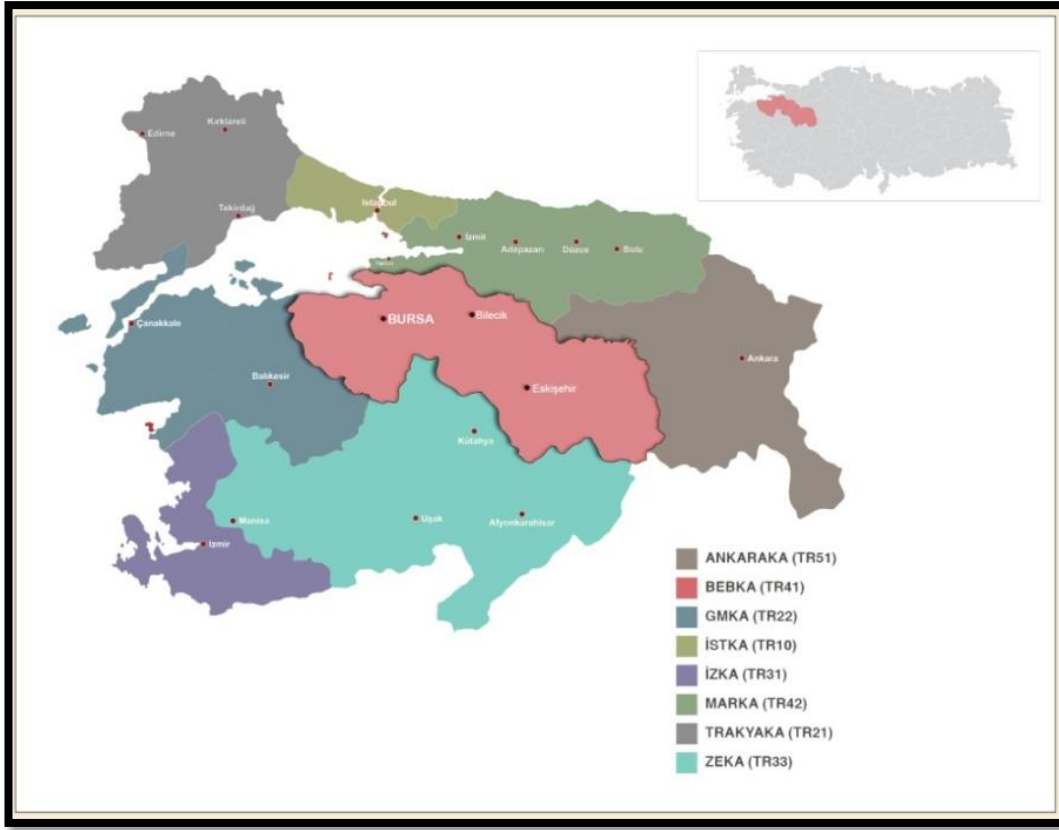 Kırklareli
Edirne
Tekirdağ
İstanbul
İzmit
Adapazarı
Düzce
Bolu
Çanakkale
BURSA
Bilecik
Ankara
Balıkesir
Eskişehir
Kütahya
Manisa
Uşak
Afyonkarahisar
İzmir
ANKARAKA (TR51)
BEBKA (TR41)
GMKA (TR22)
İSTKA (TR10)
İZKA (TR31)
MARKA (TR42)
TRAKYAKA (TR21)
ZEKA (TR33)